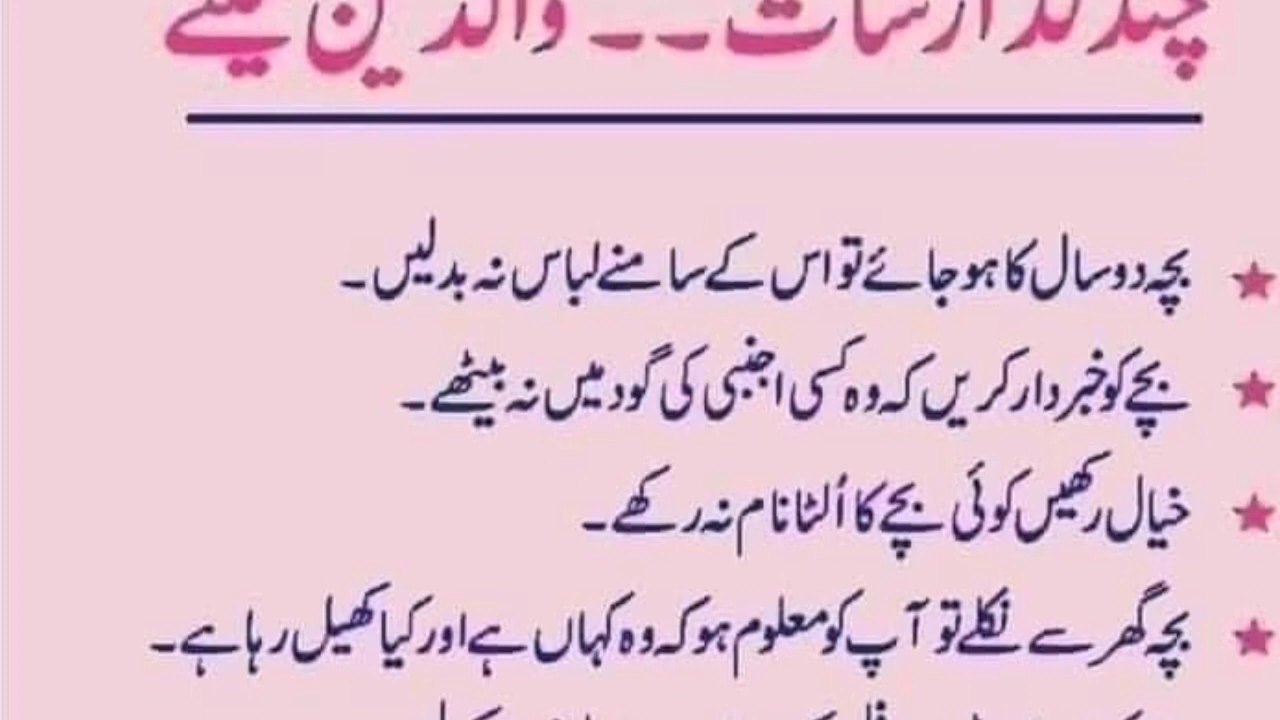 چند گذارشات۔۔ والدین کیلئے
بچہ دو سال کا ہو جائے تو اس کے سامنے لباس نہ بدلیں۔
بچے کو خبردار کریں کہ وہ کسی اجنبی کی گود میں نہ بیٹھے۔
خیال رکھیں کوئی بچے کا اُلٹا نام نہ رکھے۔
بچہ گھر سے نکلے تو آپ کو معلوم ہو کہ وہ کہاں ہے اور کیا کھیل رہا ہے۔